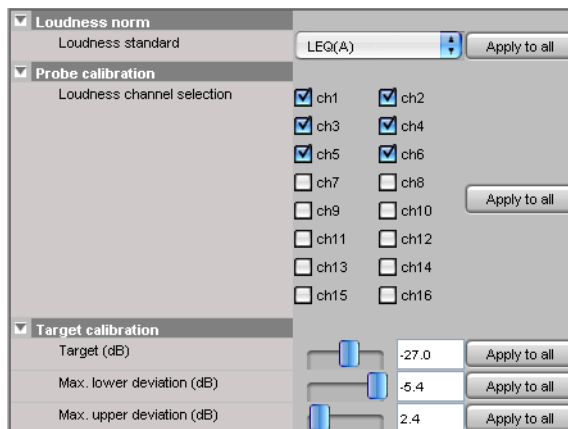 Loudness norm
Loudness standard LEQ(A) Apply to all
Probe calibration
Loudness channel selection ch1 ch2
ch3 ch4
ch5 ch6
ch7 ch8
Apply to all
ch9 ch10
ch11 ch12
ch13 ch14
ch15 ch16
Target calibration
Target (dB) -27.0 Apply to all
Max. lower deviation (dB) -5.4 Apply to all
Max. upper deviation (dB) 2.4 Apply to all